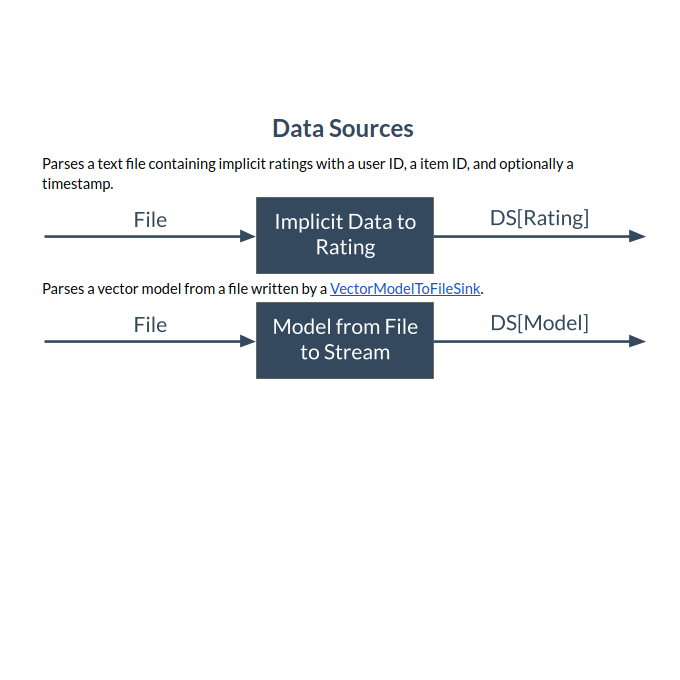 Data Sources
Parses a text file containing implicit ratings with a user ID, a item ID, and optionally a
timestamp.
File
Implicit Data to
Rating
DS[Rating]
Parses a vector model from a file written by a VectorModelToFileSink.
File
Model from File
to Stream
DS[Model]